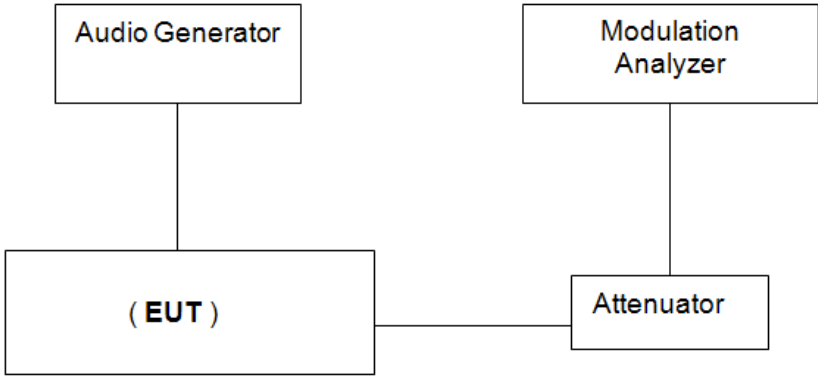 Audio Generator
Modulation
Analyzer
( EUT )
Attenuator